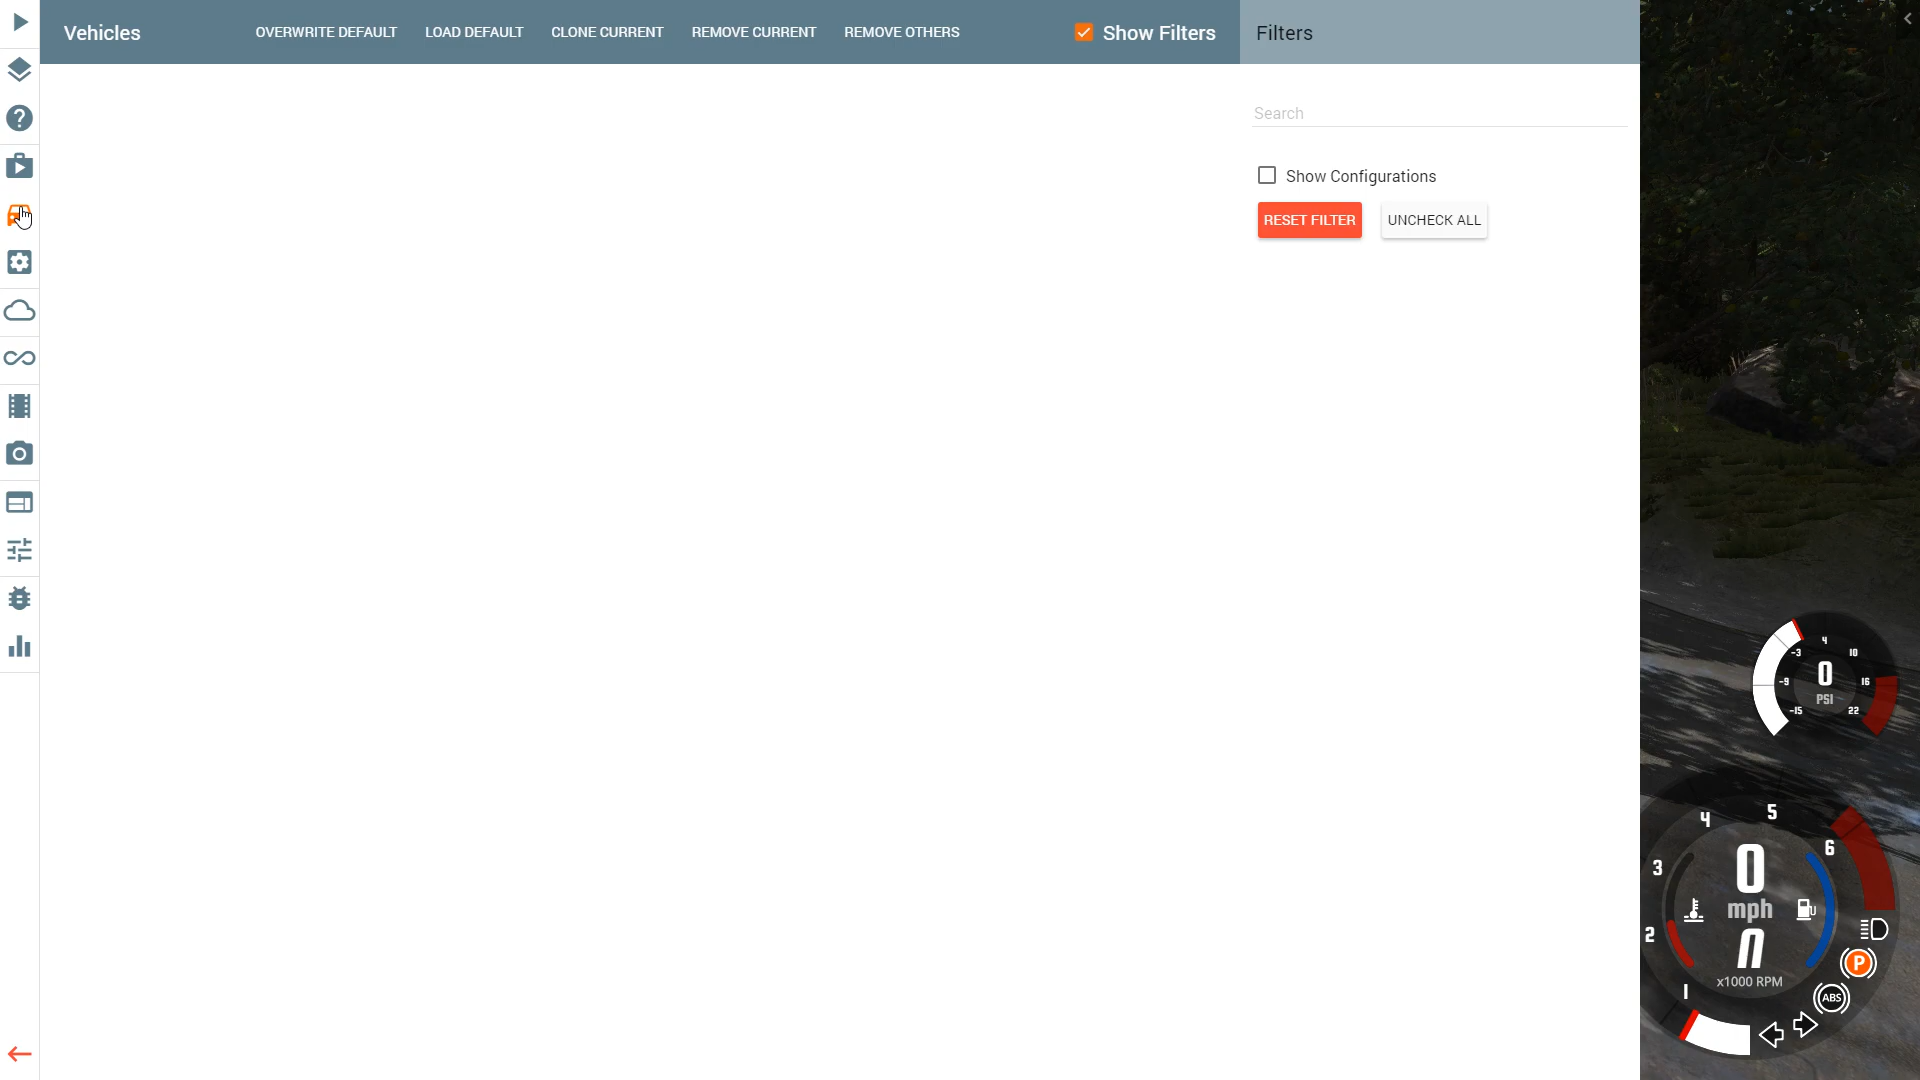 Vehicles
OVERWRITE DEFAULT
LOAD DEFAULT
CLONE CURRENT
REMOVE CURRENT
REMOVE OTHERS
Show Filters
Filters
Search
Show Configurations
RESET FILTER
UNCHECK ALL
4
-3
10
-9
0
16
PSI
-15
22
5
4
6
3
0
mph
2
n
P
x1000 RPM
1
ABS